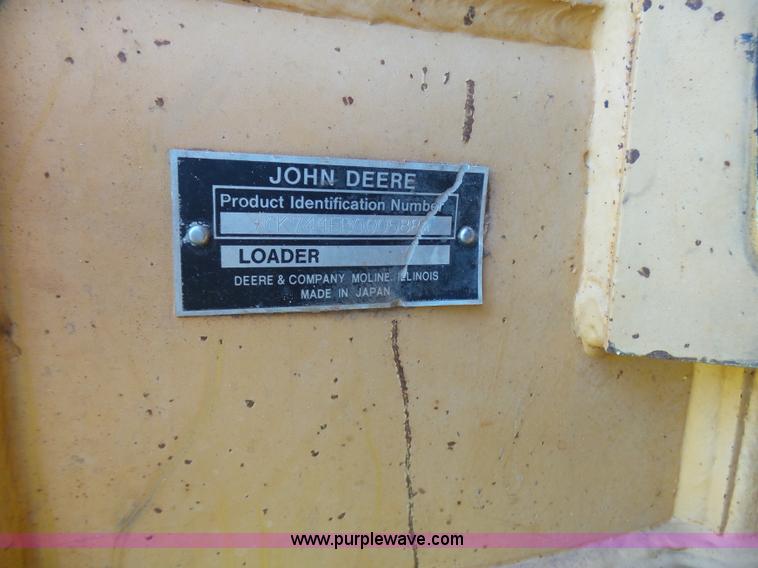 JOHN DEERE
Product Identification Number
LOADER
DEERE & COMPANY MOLINE, ILLINOIS
MADE IN JAPAN
www.purplewave.com